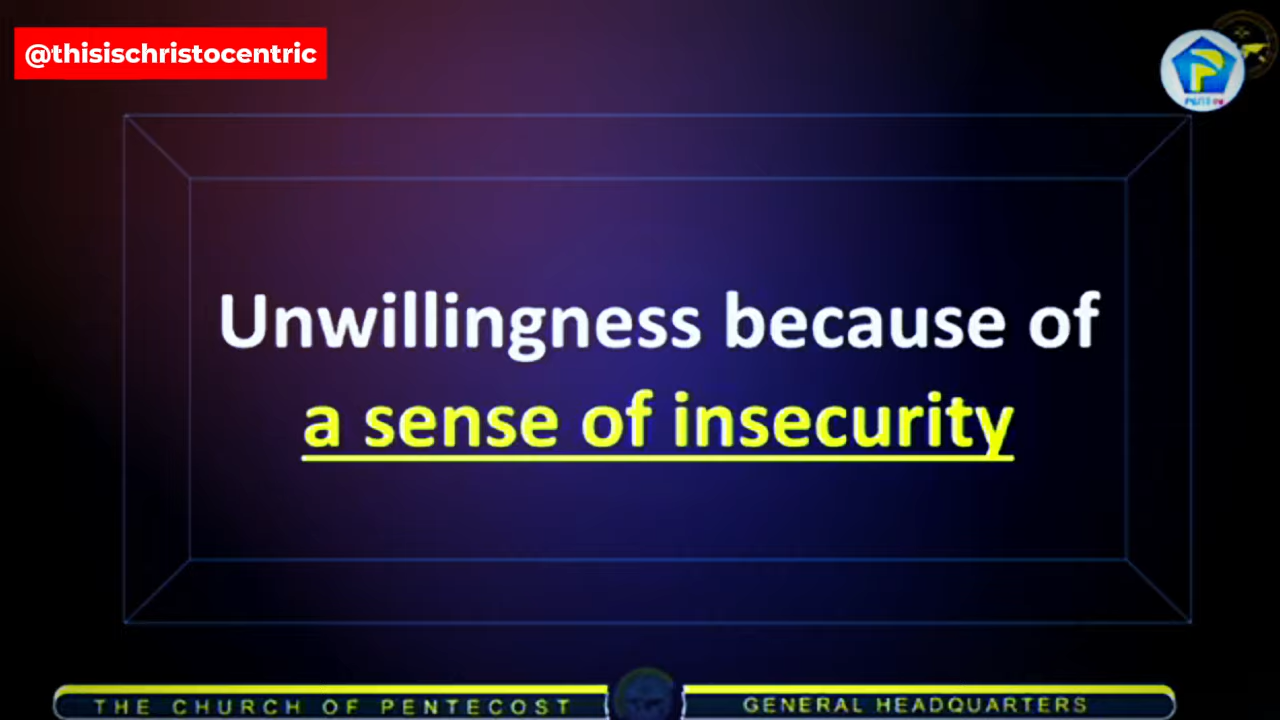 @thisischristocentric
P
Unwillingness because of
a sense of insecurity
THE CHURCH OF PENTECOST
GENERAL HEADQUARTERS